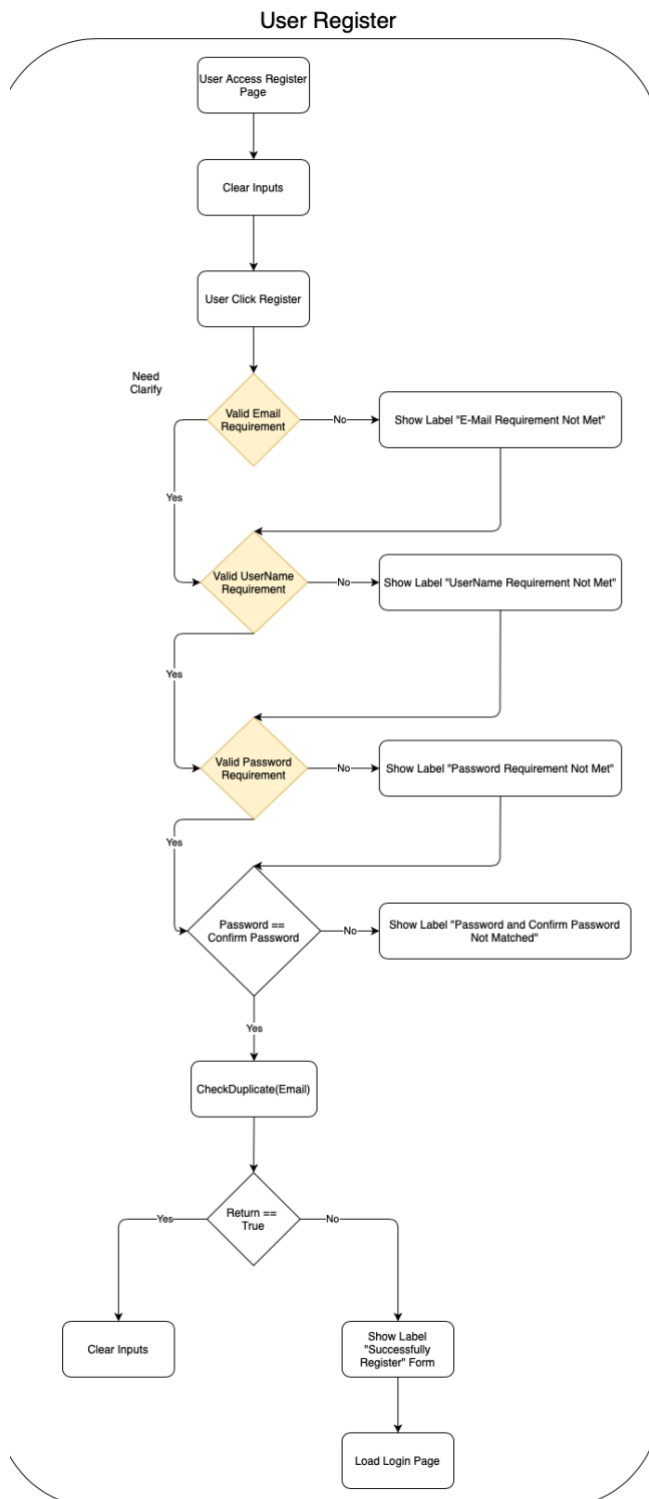 User Register
User Access Register
Page
Clear Inputs
User Click Register
Need
Clarify
Valid Email
Requirement
No
Show Label "E-Mail Requirement Not Met"
Yes
Valid UserName
Requirement
No
Show Label "UserName Requirement Not Met"
Yes
Valid Password
Requirement
No
Show Label "Password Requirement Not Met"
Yes
Password ==
Confirm Password
No
Show Label "Password and Confirm Password
Not Matched"
Yes
CheckDuplicate(Email)
Return ==
True
Yes
No
Clear Inputs
Show Label
"Successfully
Register" Form
Load Login Page